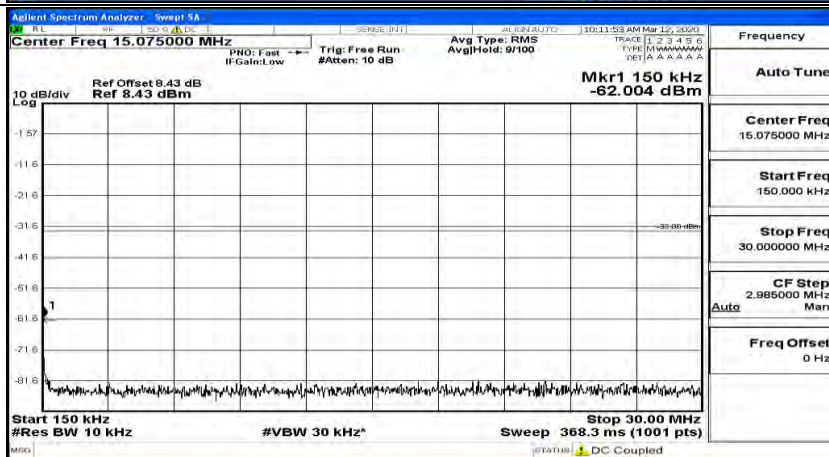 Agilent Spectrum Analyzer - Swept SA
RL RF 50 Ω DC SENSE:INT ALIGN AUTO 10:11:53 AM Mar 12, 2020
Center Freq 15.075000 MHz
PNO: Fast
IFGain:Low
Trig: Free Run
#Atten: 10 dB
Avg Type: RMS
Avg|Hold: 9/100
TRACE 1 2 3 4 5 6
TYPE MWWWWW
DET A A A A A A
Ref Offset 8.43 dB
10 dB/div Ref 8.43 dBm
Log
Mkr1 150 kHz
-62.004 dBm
-1.57
-11.6
-21.6
-31.6
-33.00 dBm
-41.6
-51.6
1
-61.6
-71.6
-81.6
Start 150 kHz
Stop 30.00 MHz
#Res BW 10 kHz #VBW 30 kHz* Sweep 368.3 ms (1001 pts)
MSG STATUS DC Coupled
Frequency
Auto Tune
Center Freq
15.075000 MHz
Start Freq
150.000 kHz
Stop Freq
30.000000 MHz
CF Step
2.985000 MHz
Auto Man
Freq Offset
0 Hz